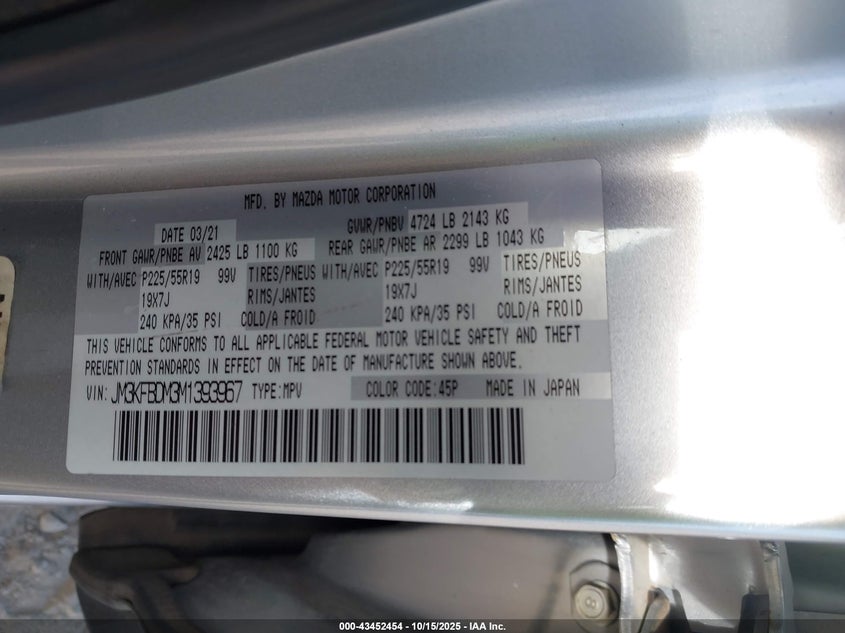 MFD. BY MAZDA MOTOR CORPORATION
DATE 03/21 GVWR/PNBV 4724 LB 2143 KG
FRONT GAWR/PNBE AV 2425 LB 1100 KG REAR GAWR/PNBE AR 2299 LB 1043 KG
WITH/AVEC P225/55R19 99V TIRES/PNEUS WITH/AVEC P225/55R19 99V TIRES/PNEUS
19X7J RIMS/JANTES 19X7J RIMS/JANTES
240 KPA/35 PSI COLD/A FROID 240 KPA/35 PSI COLD/A FROID
THIS VEHICLE CONFORMS TO ALL APPLICABLE FEDERAL MOTOR VEHICLE SAFETY AND THEFT
PREVENTION STANDARDS IN EFFECT ON THE DATE OF MANUFACTURE SHOWN ABOVE.
VIN: JM3KFBDM3M1393967 TYPE:MPV COLOR CODE:45P MADE IN JAPAN
000-43452454 - 10/15/2025 - IAA Inc.